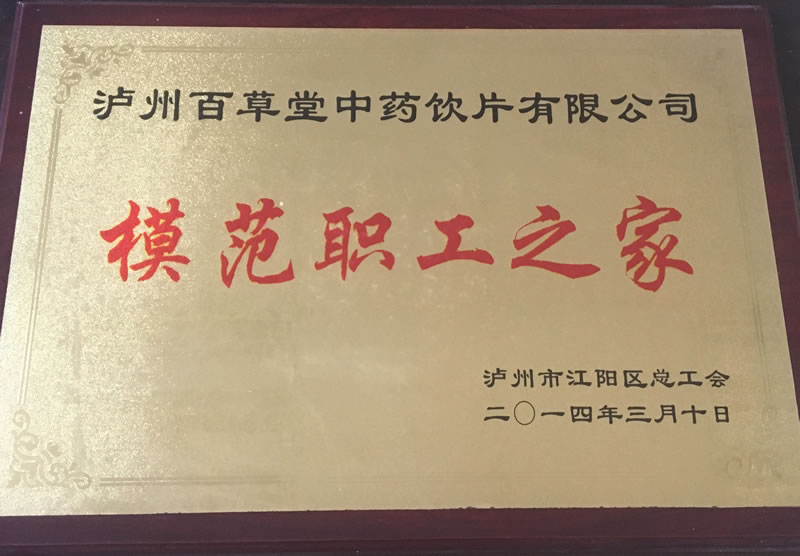 泸州百草堂中药饮片有限公司
模范职工之家
泸州市江阳区总工会
二〇一四年三月十日